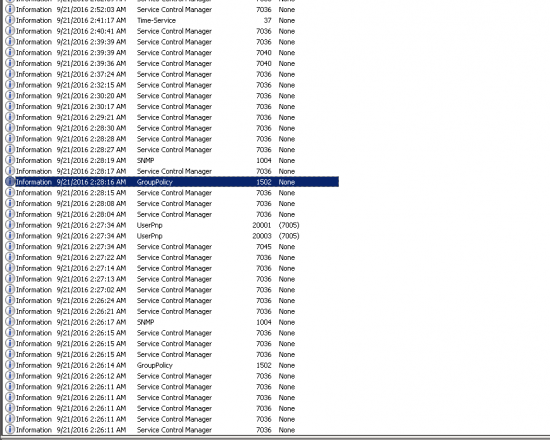 Information 9/21/2016 2:52:03 AM Service Control Manager 7036 None
Information 9/21/2016 2:41:17 AM Time-Service 37 None
Information 9/21/2016 2:40:41 AM Service Control Manager 7036 None
Information 9/21/2016 2:39:39 AM Service Control Manager 7036 None
Information 9/21/2016 2:39:39 AM Service Control Manager 7040 None
Information 9/21/2016 2:39:36 AM Service Control Manager 7040 None
Information 9/21/2016 2:37:24 AM Service Control Manager 7036 None
Information 9/21/2016 2:32:15 AM Service Control Manager 7036 None
Information 9/21/2016 2:30:20 AM Service Control Manager 7036 None
Information 9/21/2016 2:30:17 AM Service Control Manager 7036 None
Information 9/21/2016 2:29:21 AM Service Control Manager 7036 None
Information 9/21/2016 2:28:30 AM Service Control Manager 7036 None
Information 9/21/2016 2:28:28 AM Service Control Manager 7036 None
Information 9/21/2016 2:28:27 AM Service Control Manager 7036 None
Information 9/21/2016 2:28:19 AM SNMP 1004 None
Information 9/21/2016 2:28:17 AM Service Control Manager 7036 None
Information 9/21/2016 2:28:16 AM GroupPolicy 1502 None
Information 9/21/2016 2:28:15 AM Service Control Manager 7036 None
Information 9/21/2016 2:28:08 AM Service Control Manager 7036 None
Information 9/21/2016 2:28:04 AM Service Control Manager 7036 None
Information 9/21/2016 2:27:34 AM UserPnp 20001 (7005)
Information 9/21/2016 2:27:34 AM UserPnp 20003 (7005)
Information 9/21/2016 2:27:34 AM Service Control Manager 7045 None
Information 9/21/2016 2:27:22 AM Service Control Manager 7036 None
Information 9/21/2016 2:27:14 AM Service Control Manager 7036 None
Information 9/21/2016 2:27:13 AM Service Control Manager 7036 None
Information 9/21/2016 2:27:02 AM Service Control Manager 7036 None
Information 9/21/2016 2:26:24 AM Service Control Manager 7036 None
Information 9/21/2016 2:26:21 AM Service Control Manager 7036 None
Information 9/21/2016 2:26:17 AM SNMP 1004 None
Information 9/21/2016 2:26:15 AM Service Control Manager 7036 None
Information 9/21/2016 2:26:15 AM Service Control Manager 7036 None
Information 9/21/2016 2:26:15 AM Service Control Manager 7036 None
Information 9/21/2016 2:26:14 AM GroupPolicy 1502 None
Information 9/21/2016 2:26:12 AM Service Control Manager 7036 None
Information 9/21/2016 2:26:11 AM Service Control Manager 7036 None
Information 9/21/2016 2:26:11 AM Service Control Manager 7036 None
Information 9/21/2016 2:26:11 AM Service Control Manager 7036 None
Information 9/21/2016 2:26:11 AM Service Control Manager 7036 None
Information 9/21/2016 2:26:11 AM Service Control Manager 7036 None